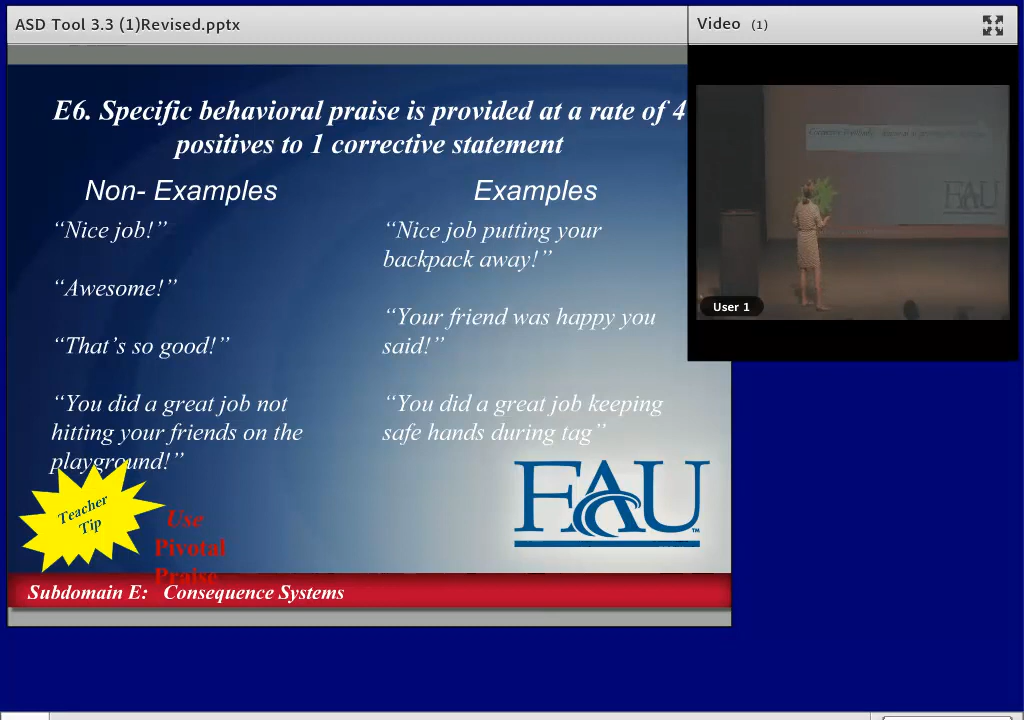 ASD Tool 3.3 (1)Revised.pptx
Video (1)
E6. Specific behavioral praise is provided at a rate of 4
positives to 1 corrective statement
Non- Examples
Examples
“Nice job!”
“Awesome!”
“That’s so good!”
“You did a great job not
hitting your friends on the
playground!”
“Nice job putting your
backpack away!”
“Your friend was happy you
said!”
“You did a great job keeping
safe hands during tag”
Teacher
Tip
Use
Pivotal
Praise
FAU™
Subdomain E: Consequence Systems
FAU
User 1